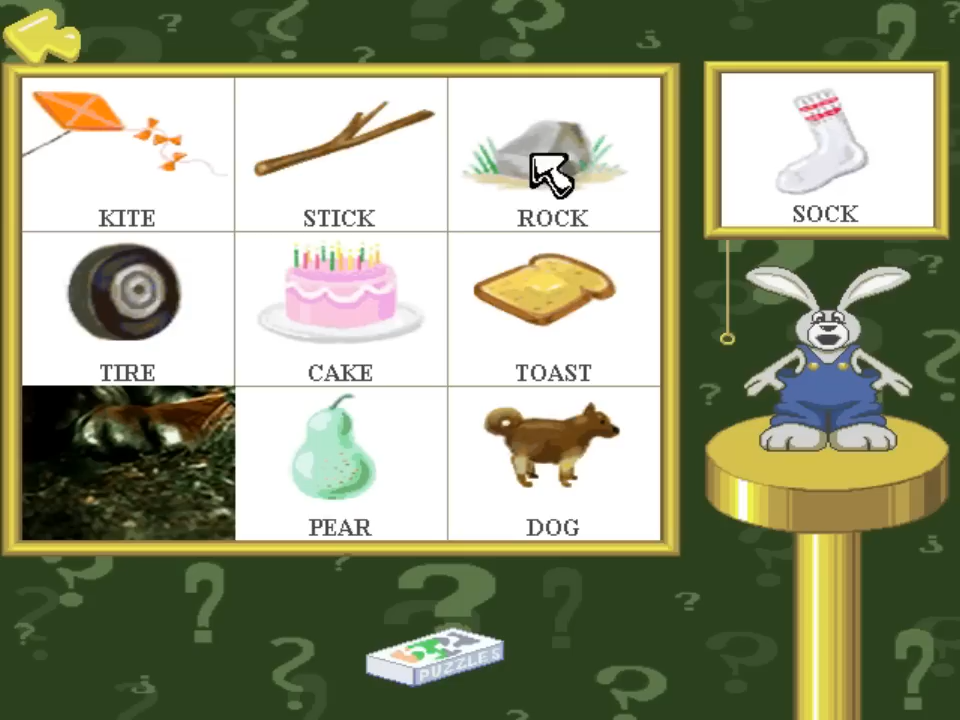 KITE
STICK
ROCK
SOCK
TIRE
CAKE
TOAST
PEAR
DOG
PUZZLES